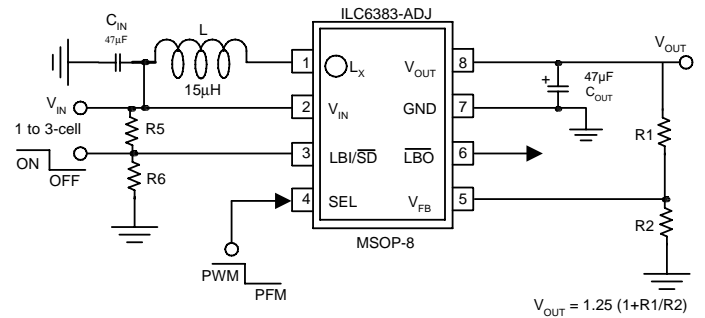 ILC6383-ADJ
C_IN
47µF
L
15µH
1
L_X
V_OUT
8
47µF
C_OUT
+
V_OUT
V_IN
2
V_IN
GND
7
1 to 3-cell
R5
R1
ON
OFF
3
LBI/S̅D̅
L̅B̅O̅
6
R6
4
SEL
V_FB
5
R2
MSOP-8
PWM
PFM
V_OUT = 1.25 (1+R1/R2)